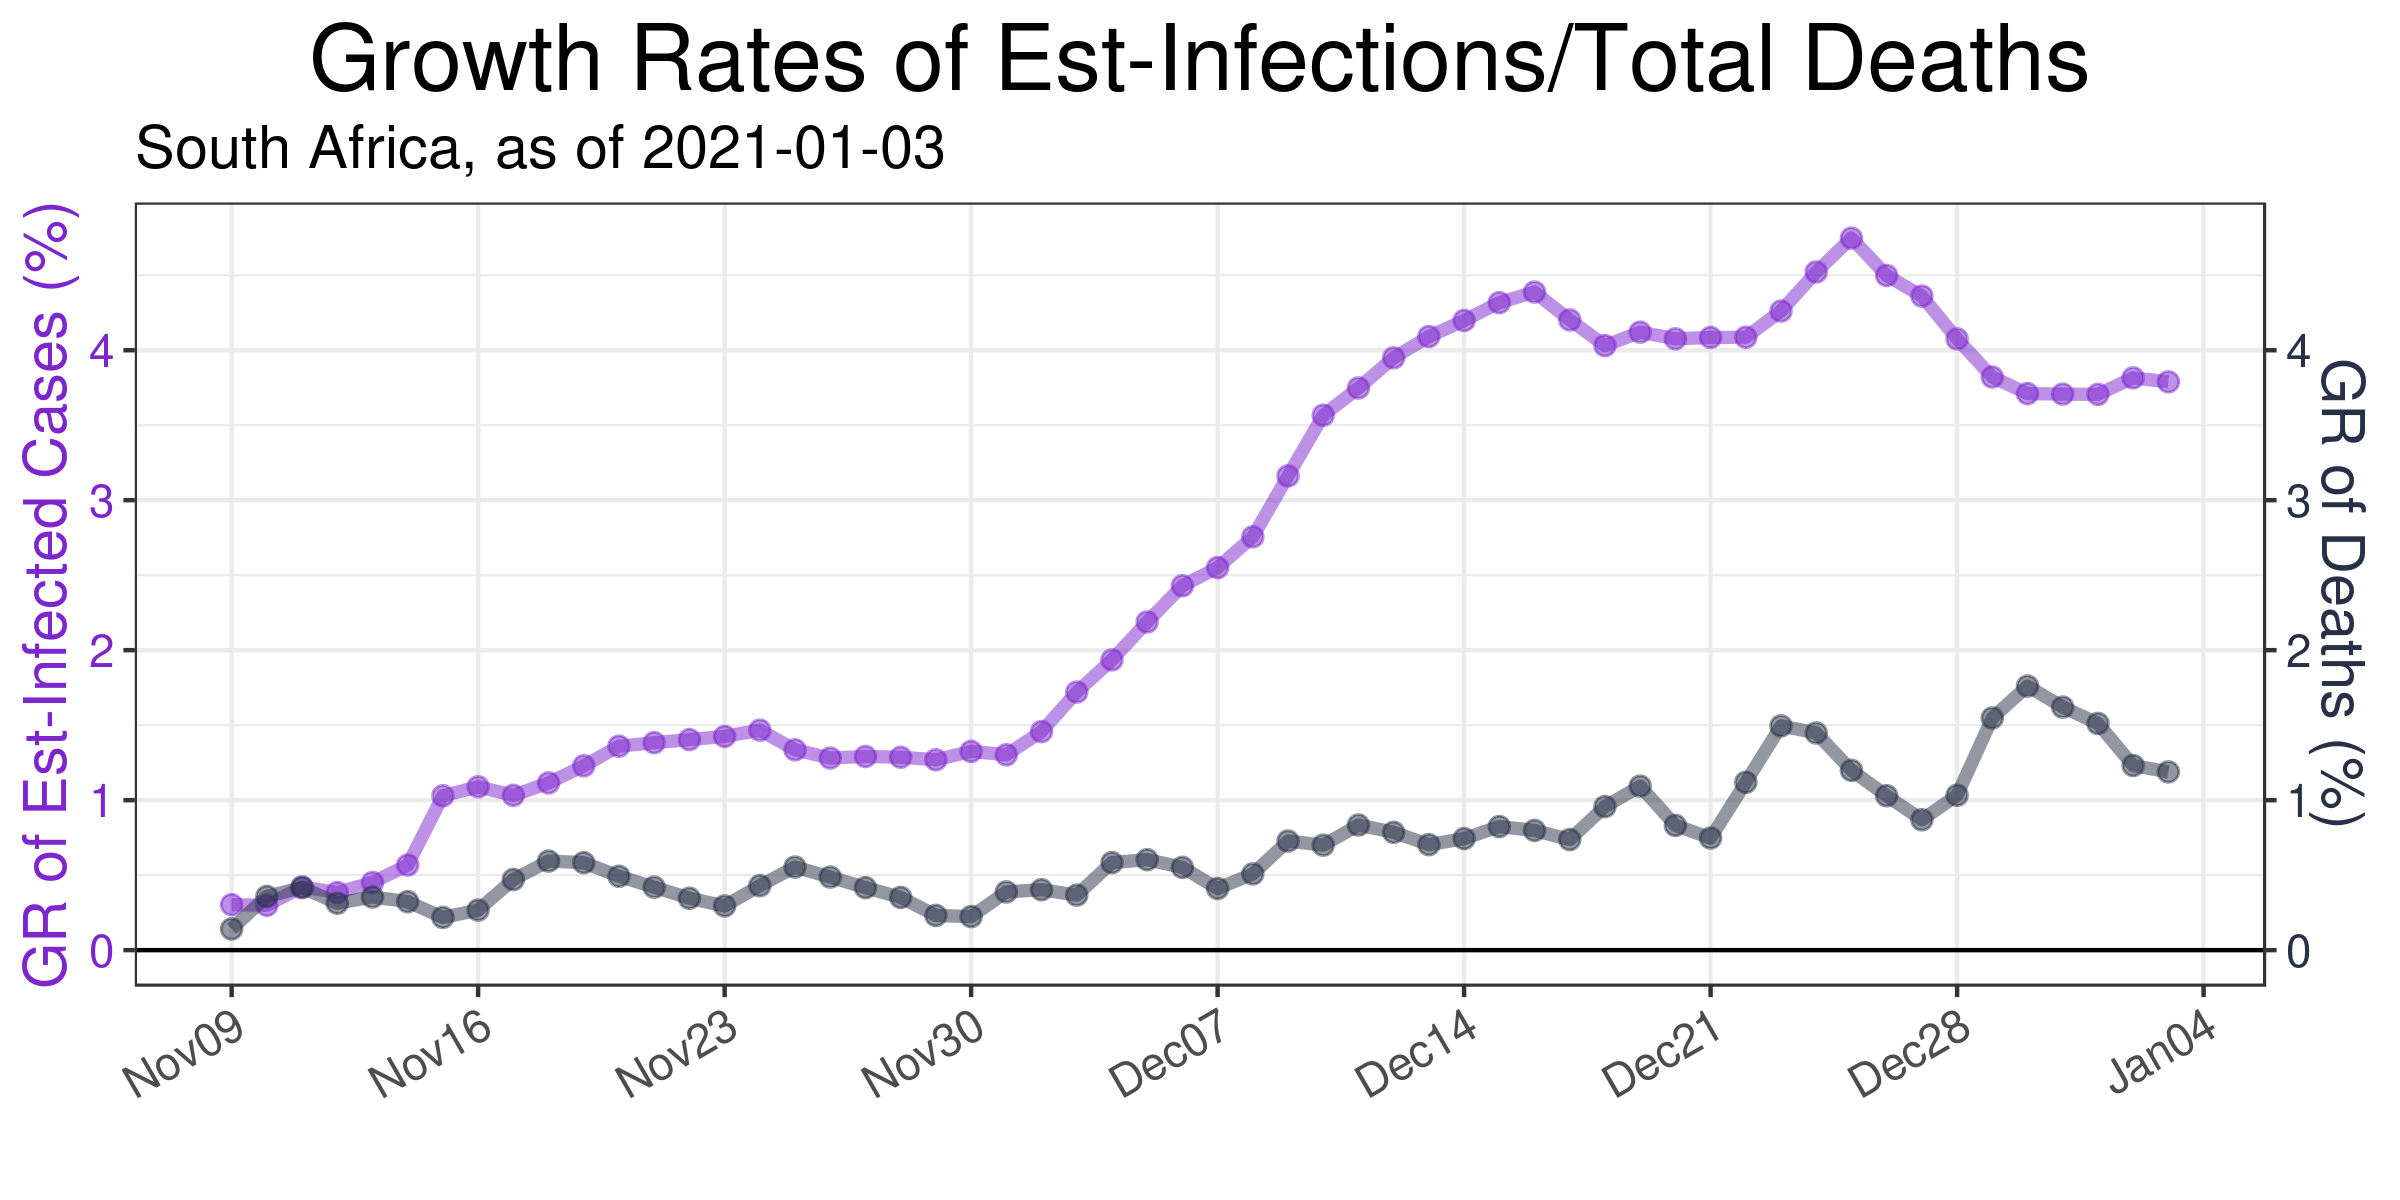 Growth Rates of Est-Infections/Total Deaths
South Africa, as of 2021-01-03
GR of Est-Infected Cases (%)
4
3
2
1
0
4
3
2
1
0
GR of Deaths (%)
Nov09
Nov16
Nov23
Nov30
Dec07
Dec14
Dec21
Dec28
Jan04